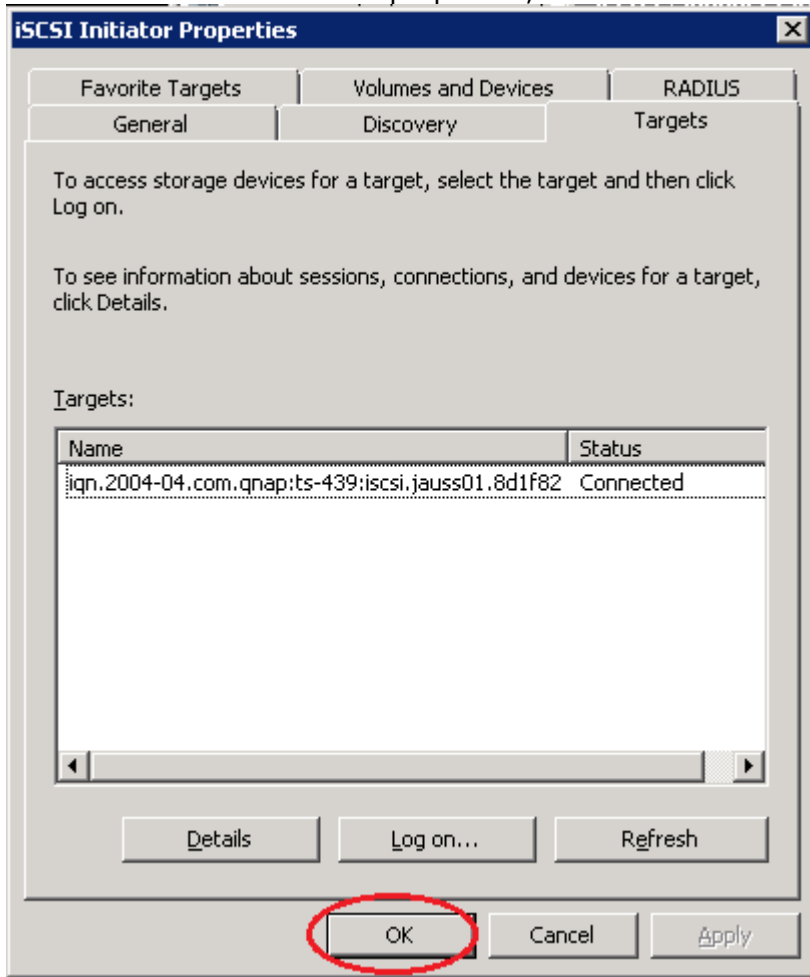 iSCSI Initiator Properties
Favorite Targets Volumes and Devices RADIUS
General Discovery Targets
To access storage devices for a target, select the target and then click
Log on.
To see information about sessions, connections, and devices for a target,
click Details.
Targets:
Name Status
iqn.2004-04.com.qnap:ts-439:iscsi.jauss01.8d1f82 Connected
Details Log on... Refresh
OK Cancel Apply